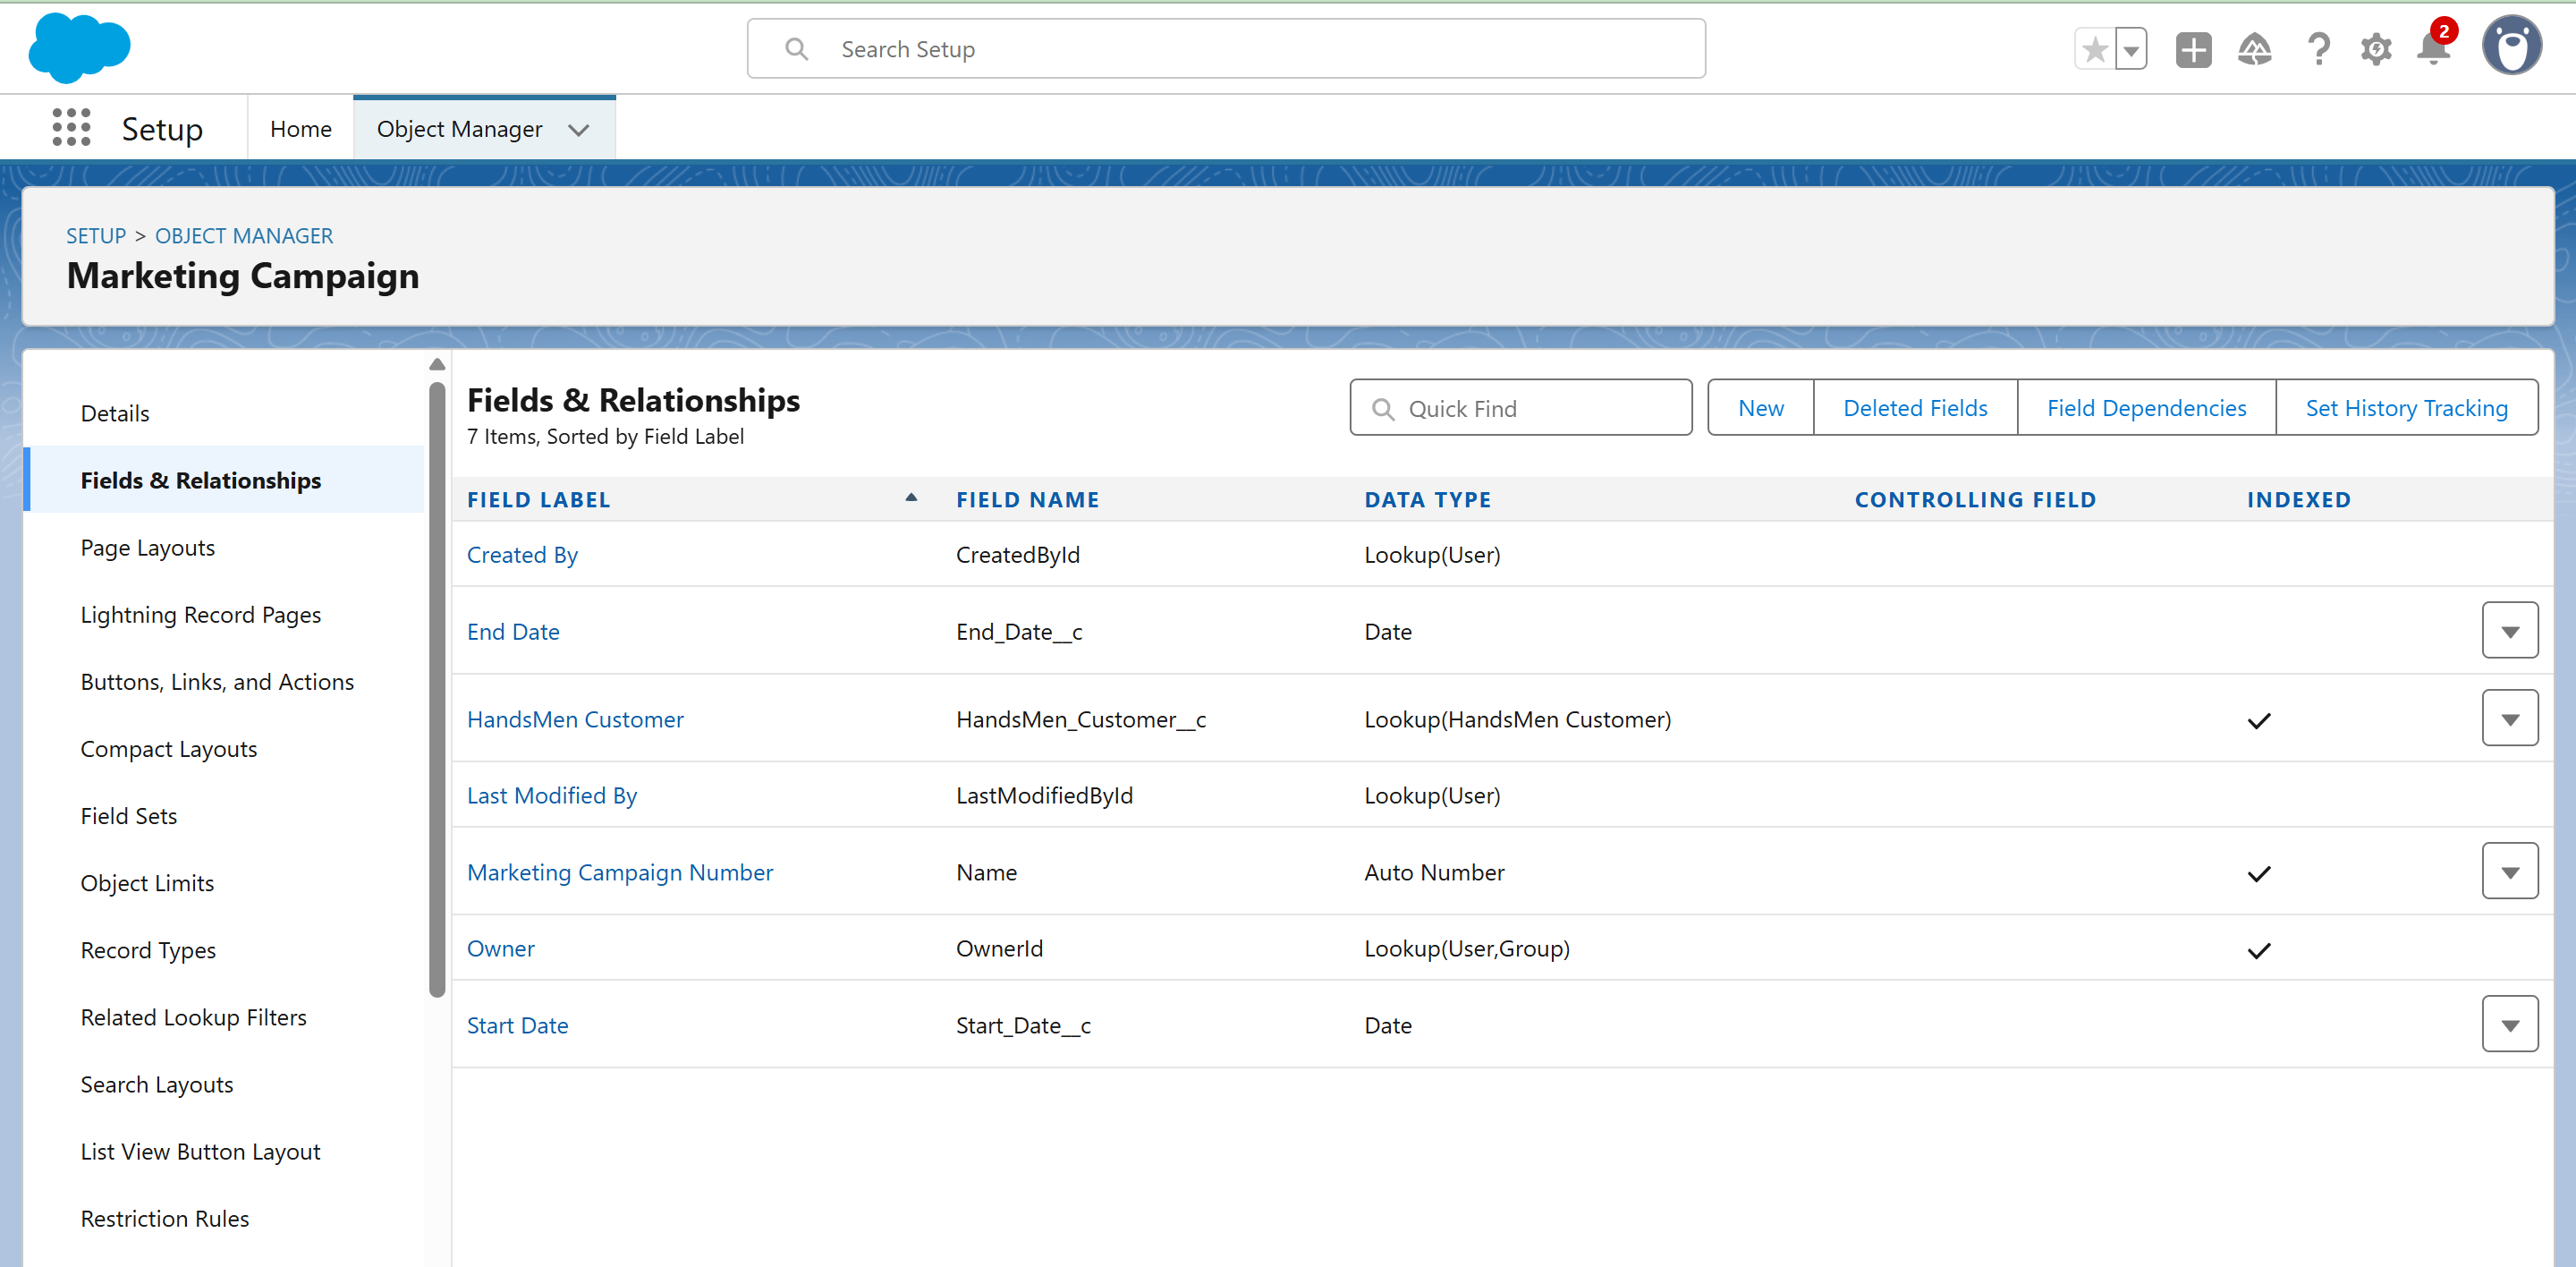 Search Setup
2
Setup
Home
Object Manager
SETUP > OBJECT MANAGER
Marketing Campaign
Details
Fields & Relationships
Page Layouts
Lightning Record Pages
Buttons, Links, and Actions
Compact Layouts
Field Sets
Object Limits
Record Types
Related Lookup Filters
Search Layouts
List View Button Layout
Restriction Rules
Fields & Relationships
7 Items, Sorted by Field Label
Quick Find
New
Deleted Fields
Field Dependencies
Set History Tracking
FIELD LABEL FIELD NAME DATA TYPE CONTROLLING FIELD INDEXED
Created By CreatedById Lookup(User)
End Date End_Date__c Date
HandsMen Customer HandsMen_Customer__c Lookup(HandsMen Customer)
Last Modified By LastModifiedById Lookup(User)
Marketing Campaign Number Name Auto Number
Owner OwnerId Lookup(User,Group)
Start Date Start_Date__c Date